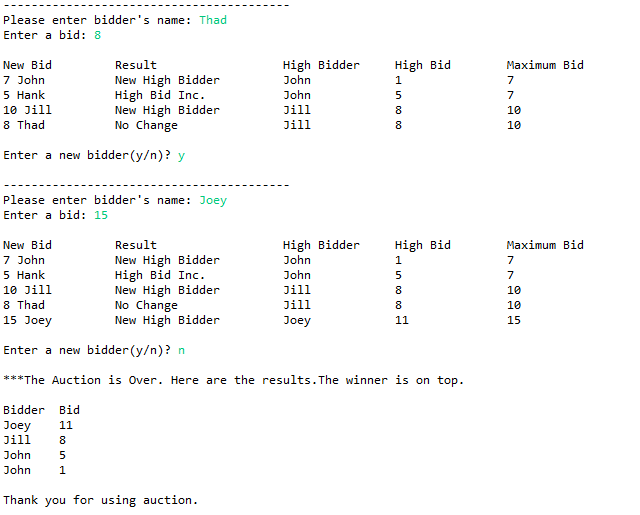 -----------------------------------------
Please enter bidder's name: Thad
Enter a bid: 8
New Bid Result High Bidder High Bid Maximum Bid
7 John New High Bidder John 1 7
5 Hank High Bid Inc. John 5 7
10 Jill New High Bidder Jill 8 10
8 Thad No Change Jill 8 10
Enter a new bidder(y/n)? y
-----------------------------------------
Please enter bidder's name: Joey
Enter a bid: 15
New Bid Result High Bidder High Bid Maximum Bid
7 John New High Bidder John 1 7
5 Hank High Bid Inc. John 5 7
10 Jill New High Bidder Jill 8 10
8 Thad No Change Jill 8 10
15 Joey New High Bidder Joey 11 15
Enter a new bidder(y/n)? n
***The Auction is Over. Here are the results.The winner is on top.
Bidder Bid
Joey 11
Jill 8
John 5
John 1
Thank you for using auction.